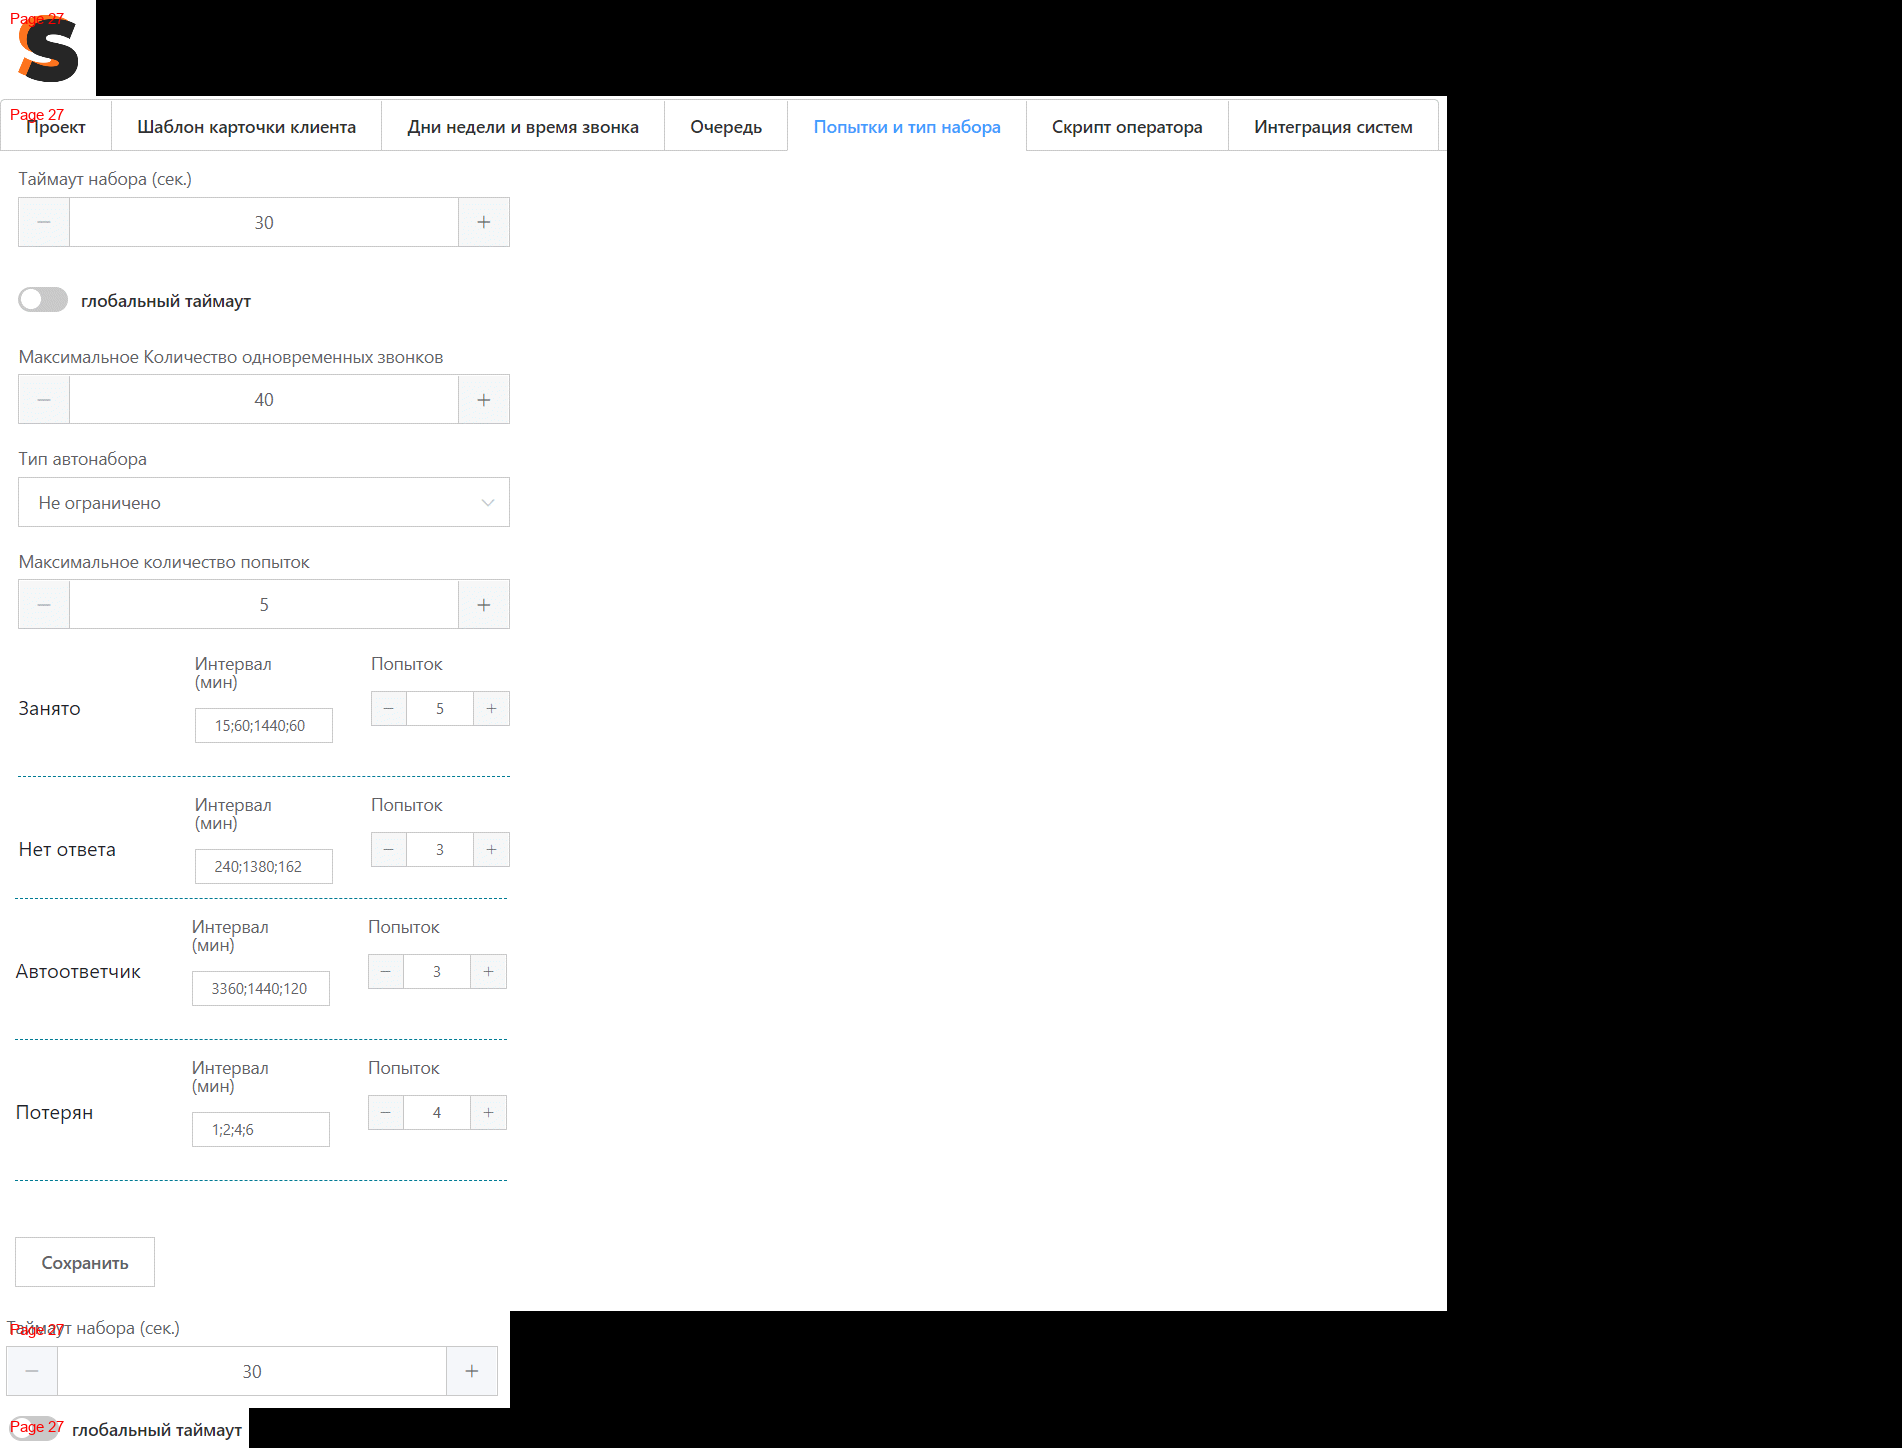 Page 27
S
Page 27
Проект
Шаблон карточки клиента
Дни недели и время звонка
Очередь
Попытки и тип набора
Скрипт оператора
Интеграция систем
Таймаут набора (сек.)
30
глобальный таймаут
Максимальное Количество одновременных звонков
40
Тип автонабора
Не ограничено
Максимальное количество попыток
5
Занято
Интервал
(мин)
15;60;1440;60
Попыток
5
Нет ответа
Интервал
(мин)
240;1380;162
Попыток
3
Автоответчик
Интервал
(мин)
3360;1440;120
Попыток
3
Потерян
Интервал
(мин)
1;2;4;6
Попыток
4
Сохранить
Page 27
Таймаут набора (сек.)
30
Page 27
глобальный таймаут